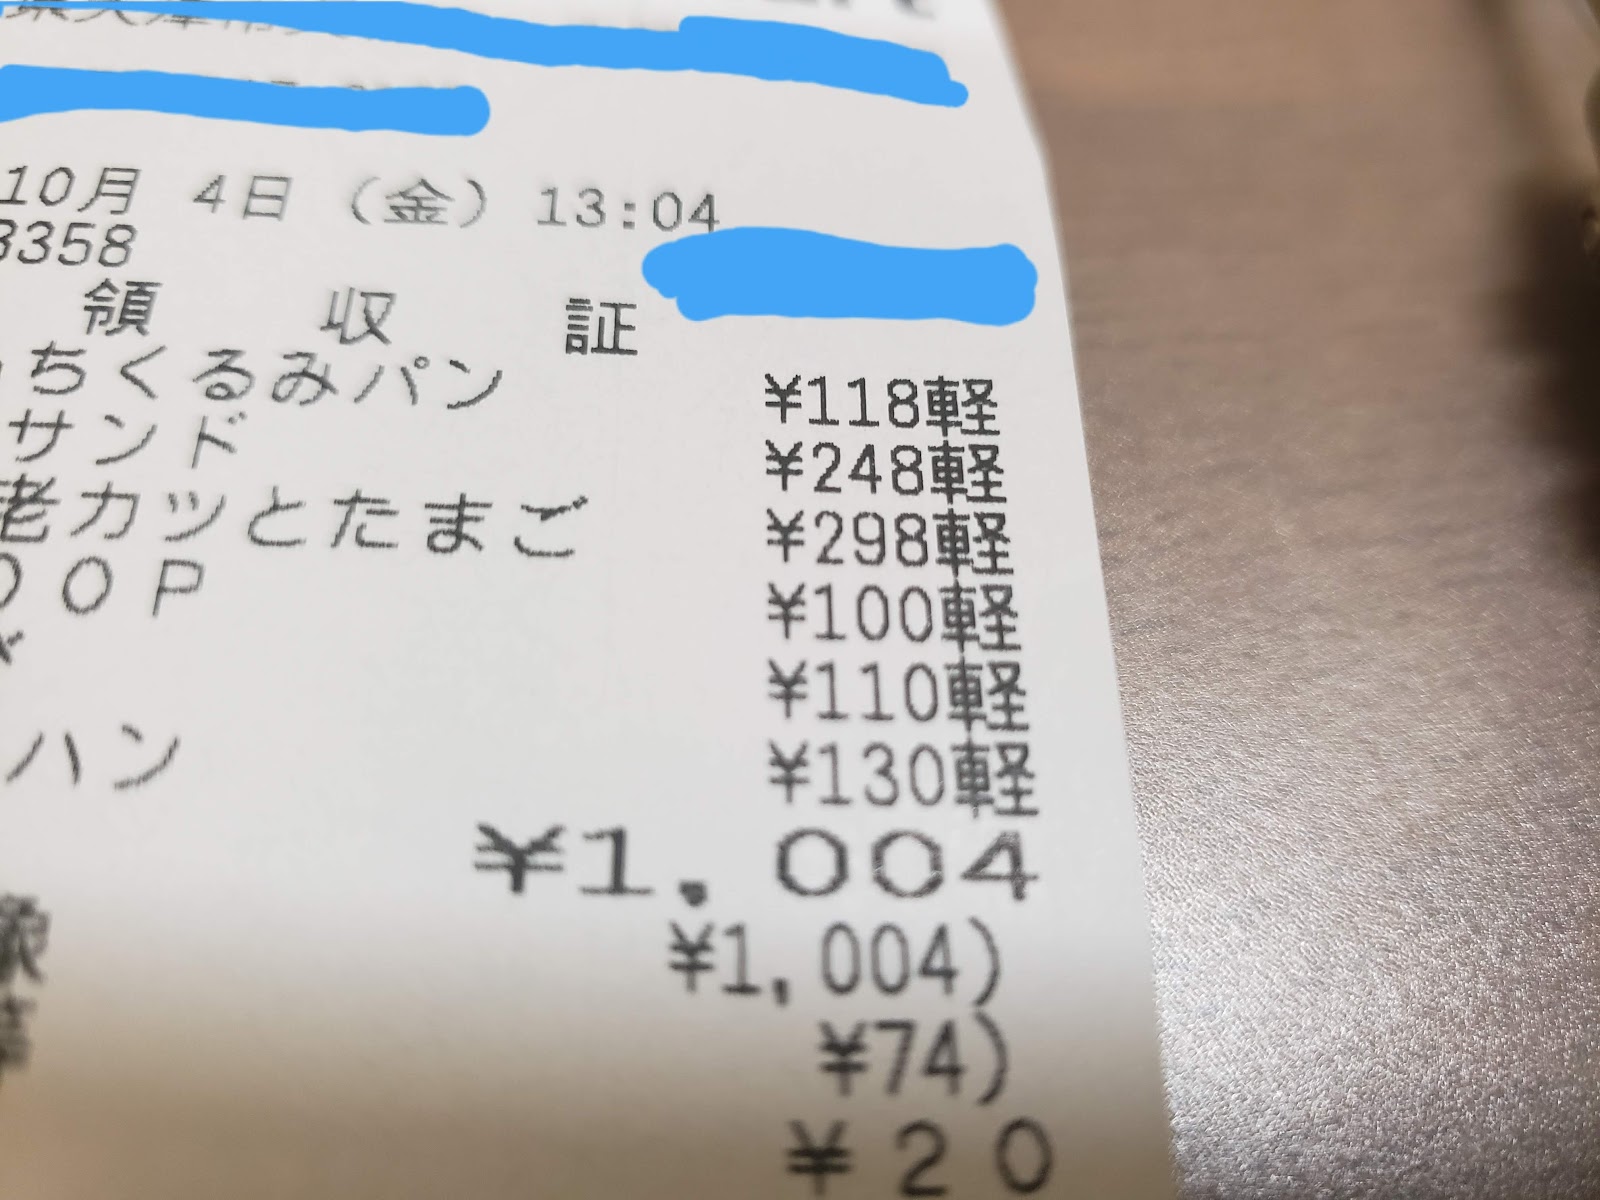 10月 4日 (金) 13:04
3358
領 収 証
ちくるみパン ¥118軽
サンド ¥248軽
老カツとたまご ¥298軽
００Ｐ ¥100軽
¥110軽
ハン ¥130軽
¥1,004
¥1,004)
¥74)
¥20